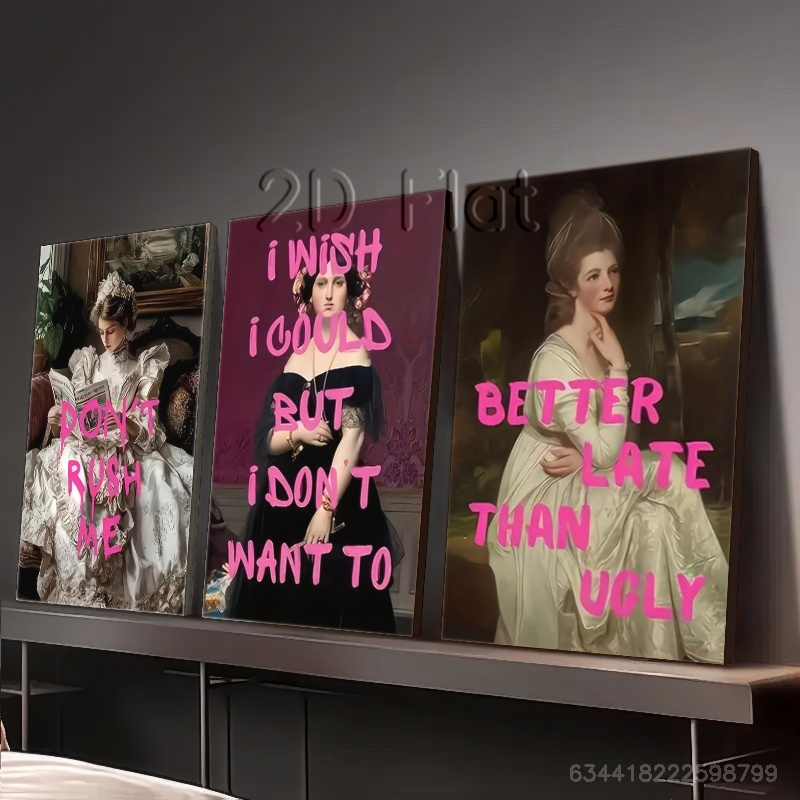 2D Flat
DON'T
RUSH
ME
i WiSH
i COULD
BUT
i DON'T
WANT TO
BETTER
LATE
THAN
UGLY
634418222598799